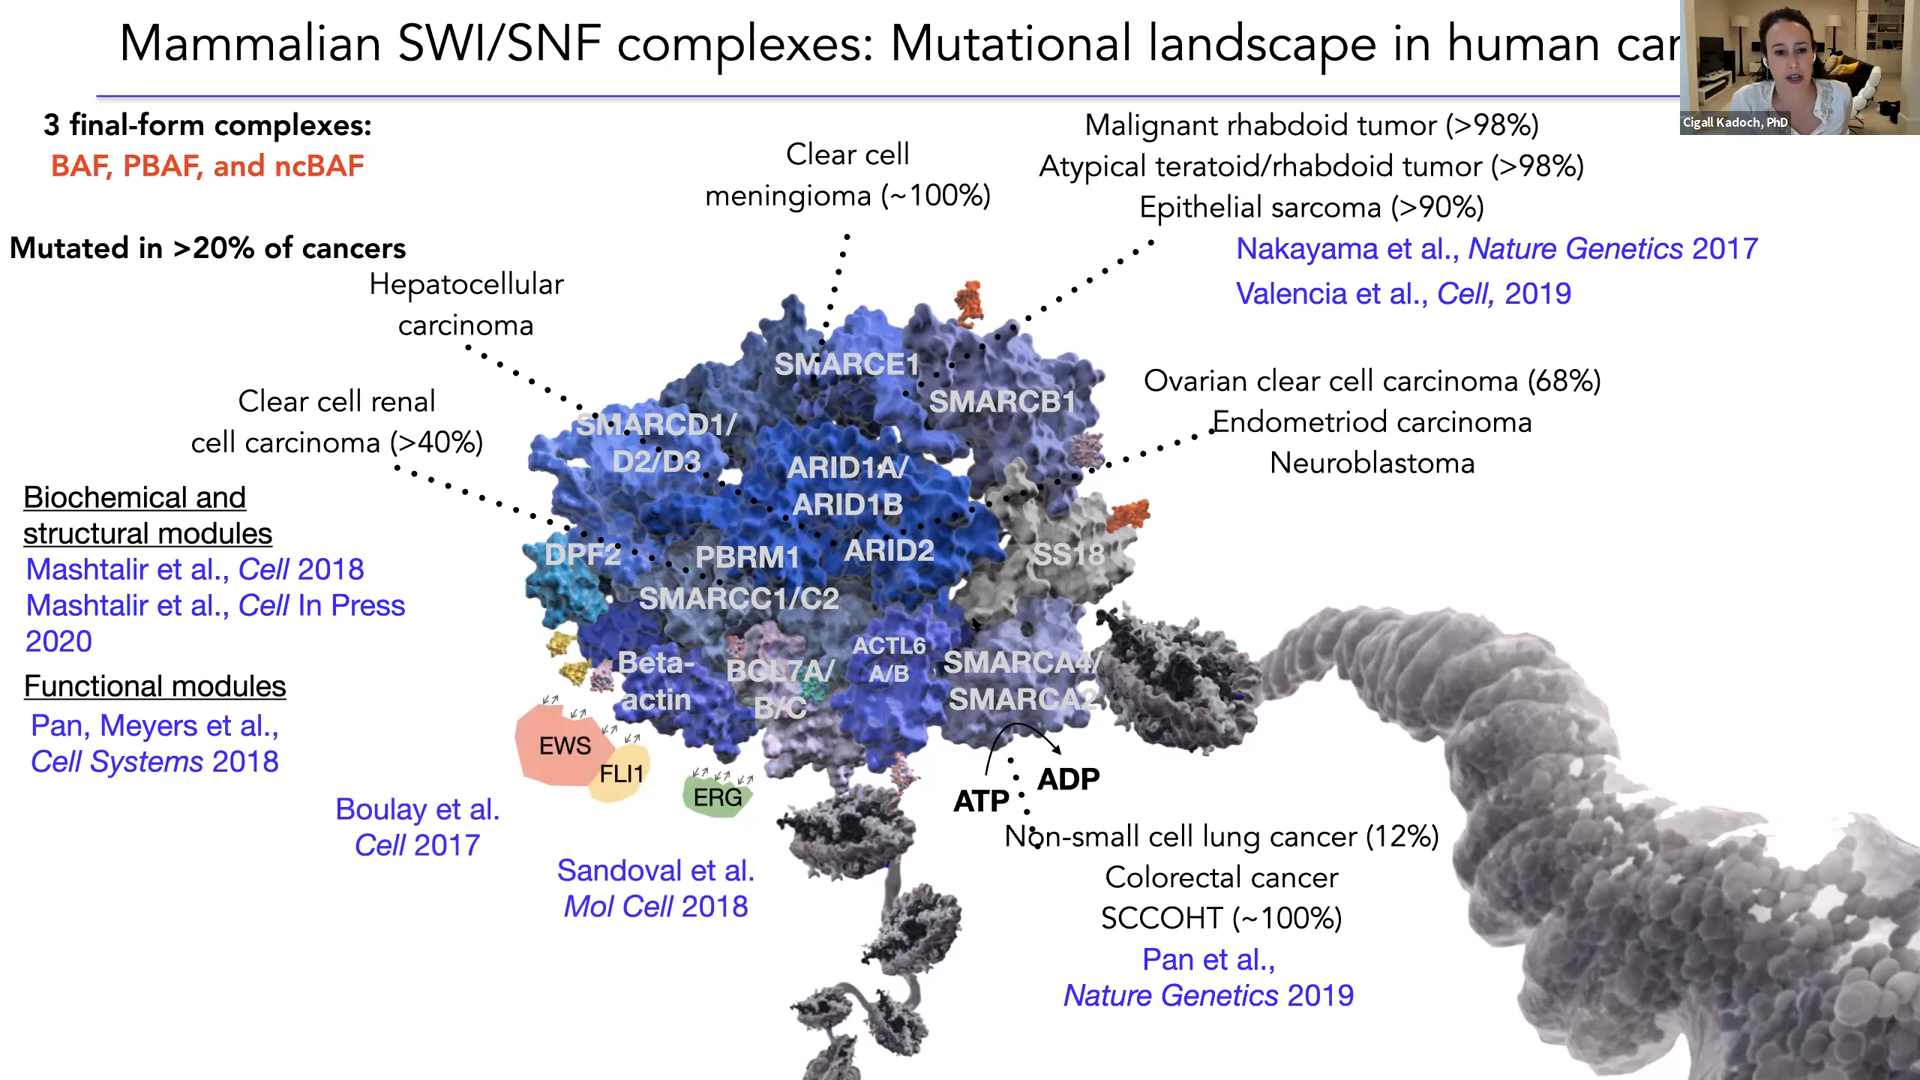 Mammalian SWI/SNF complexes: Mutational landscape in human can
Cigall Kadoch, PhD
3 final-form complexes:
BAF, PBAF, and ncBAF
Mutated in >20% of cancers
Hepatocellular
carcinoma
Clear cell renal
cell carcinoma (>40%)
Clear cell
meningioma (~100%)
Malignant rhabdoid tumor (>98%)
Atypical teratoid/rhabdoid tumor (>98%)
Epithelial sarcoma (>90%)
Nakayama et al., Nature Genetics 2017
Valencia et al., Cell, 2019
Ovarian clear cell carcinoma (68%)
Endometriod carcinoma
Neuroblastoma
Biochemical and
structural modules
Mashtalir et al., Cell 2018
Mashtalir et al., Cell In Press
2020
Functional modules
Pan, Meyers et al.,
Cell Systems 2018
SMARCE1
SMARCB1
SMARCD1/
D2/D3
ARID1A/
ARID1B
DPF2
PBRM1
ARID2
SS18
SMARCC1/C2
Beta-
actin
BCL7A/
B/C
ACTL6
A/B
SMARCA4/
SMARCA2
EWS
FLI1
ERG
ATP
ADP
Boulay et al.
Cell 2017
Sandoval et al.
Mol Cell 2018
Non-small cell lung cancer (12%)
Colorectal cancer
SCCOHT (~100%)
Pan et al.,
Nature Genetics 2019